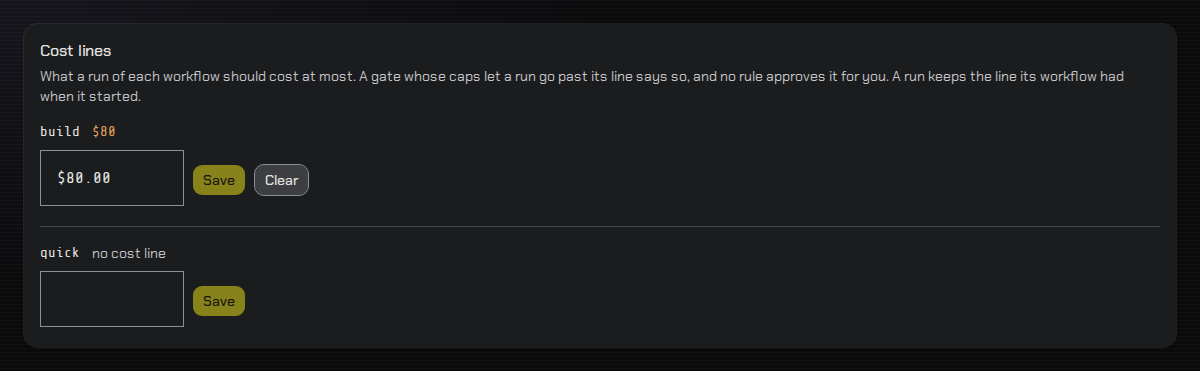 Cost lines
What a run of each workflow should cost at most. A gate whose caps let a run go past its line says so, and no rule approves it for you. A run keeps the line its workflow had
when it started.
build $80
$80.00 Save Clear
quick no cost line
Save